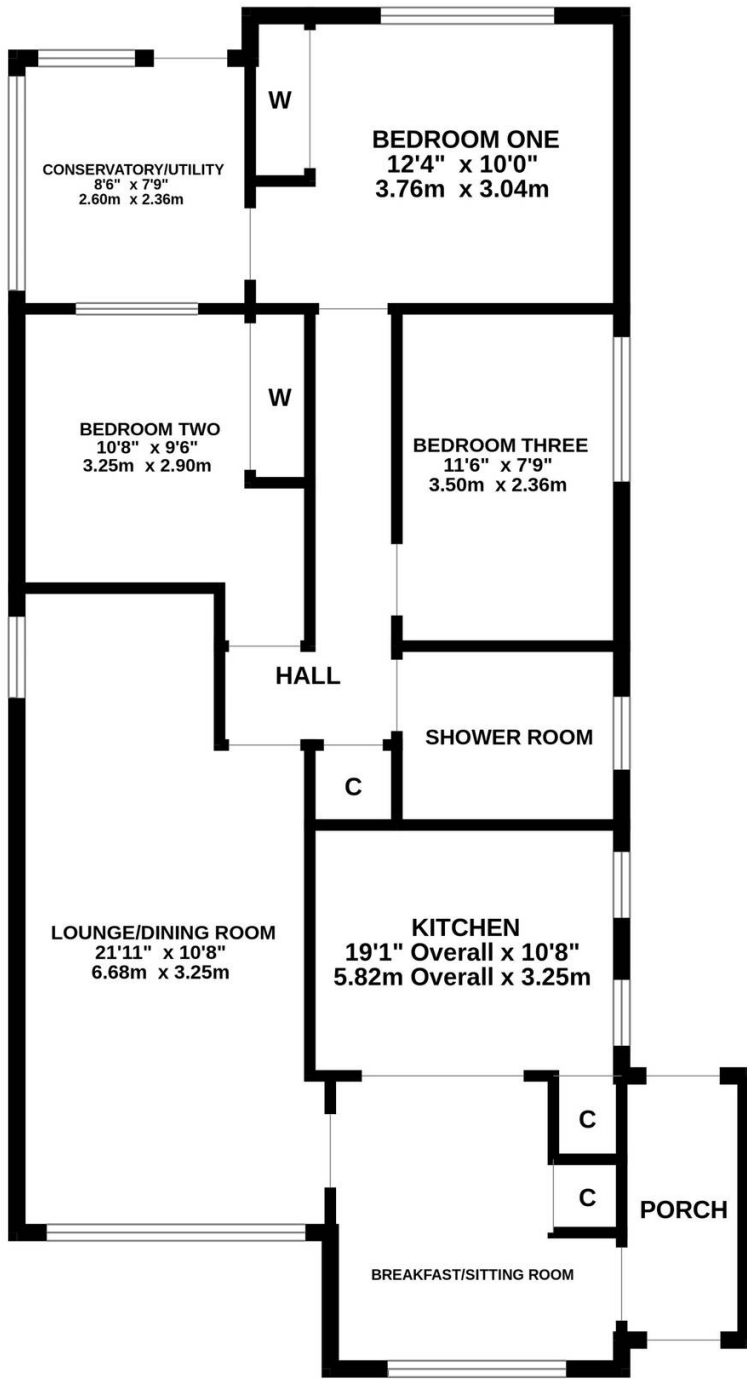 W
BEDROOM ONE
12'4" x 10'0"
3.76m x 3.04m
CONSERVATORY/UTILITY
8'6" x 7'9"
2.60m x 2.36m
W
BEDROOM TWO
10'8" x 9'6"
3.25m x 2.90m
BEDROOM THREE
11'6" x 7'9"
3.50m x 2.36m
HALL
SHOWER ROOM
C
LOUNGE/DINING ROOM
21'11" x 10'8"
6.68m x 3.25m
KITCHEN
19'1" Overall x 10'8"
5.82m Overall x 3.25m
C
C
PORCH
BREAKFAST/SITTING ROOM